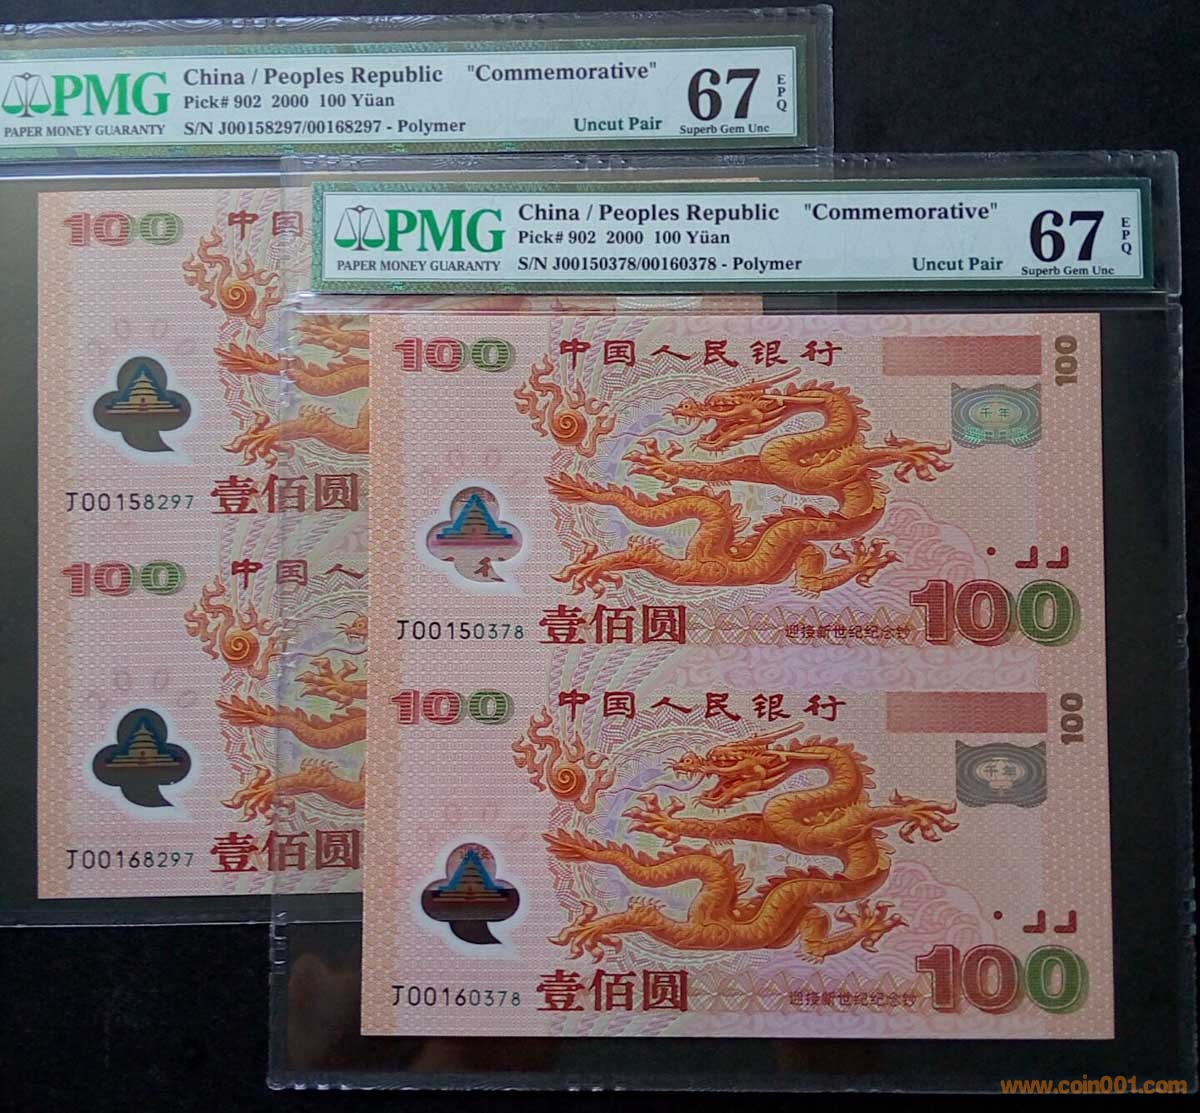 PMG
PAPER MONEY GUARANTY
China / Peoples Republic "Commemorative"
Pick# 902 2000 100 Yüan
S/N J00158297/00168297 - Polymer
Uncut Pair
67
EPQ
Superb Gem Unc
PMG
PAPER MONEY GUARANTY
China / Peoples Republic "Commemorative"
Pick# 902 2000 100 Yüan
S/N J00150378/00160378 - Polymer
Uncut Pair
67
EPQ
Superb Gem Unc
100 中国
J00158297 壹佰圆
100 中国人
J00168297 壹佰圆
100 中国人民银行
100
千年
J00150378 壹佰圆
迎接新世纪纪念钞 100
100 中国人民银行
100
千年
J00160378 壹佰圆
迎接新世纪纪念钞 100
www.coin001.com